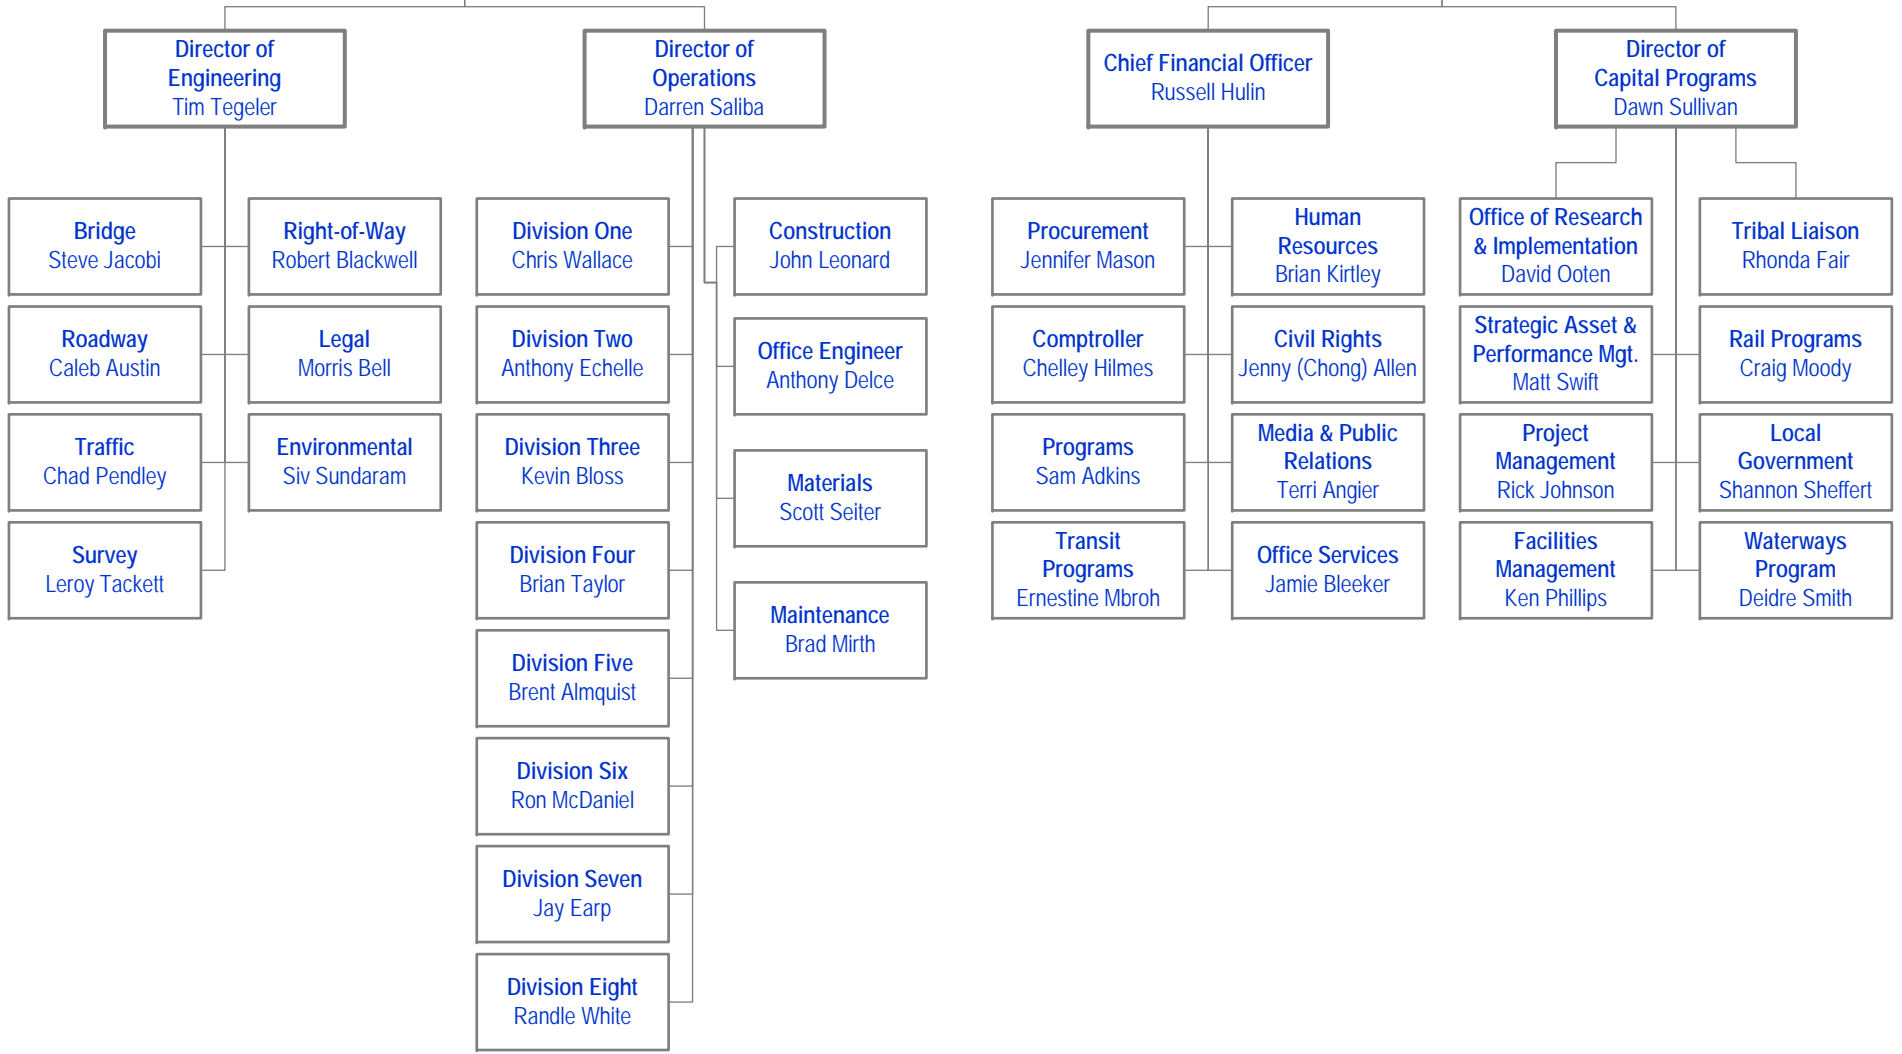 Director of
Engineering
Tim Tegeler
Director of
Operations
Darren Saliba
Chief Financial Officer
Russell Hulin
Director of
Capital Programs
Dawn Sullivan
Bridge
Steve Jacobi
Right-of-Way
Robert Blackwell
Roadway
Caleb Austin
Legal
Morris Bell
Traffic
Chad Pendley
Environmental
Siv Sundaram
Survey
Leroy Tackett
Division One
Chris Wallace
Division Two
Anthony Echelle
Division Three
Kevin Bloss
Division Four
Brian Taylor
Division Five
Brent Almquist
Division Six
Ron McDaniel
Division Seven
Jay Earp
Division Eight
Randle White
Construction
John Leonard
Office Engineer
Anthony Delce
Materials
Scott Seiter
Maintenance
Brad Mirth
Procurement
Jennifer Mason
Human
Resources
Brian Kirtley
Comptroller
Chelley Hilmes
Civil Rights
Jenny (Chong) Allen
Programs
Sam Adkins
Media & Public
Relations
Terri Angier
Transit
Programs
Ernestine Mbroh
Office Services
Jamie Bleeker
Office of Research
& Implementation
David Ooten
Tribal Liaison
Rhonda Fair
Strategic Asset &
Performance Mgt.
Matt Swift
Rail Programs
Craig Moody
Project
Management
Rick Johnson
Local
Government
Shannon Sheffert
Facilities
Management
Ken Phillips
Waterways
Program
Deidre Smith